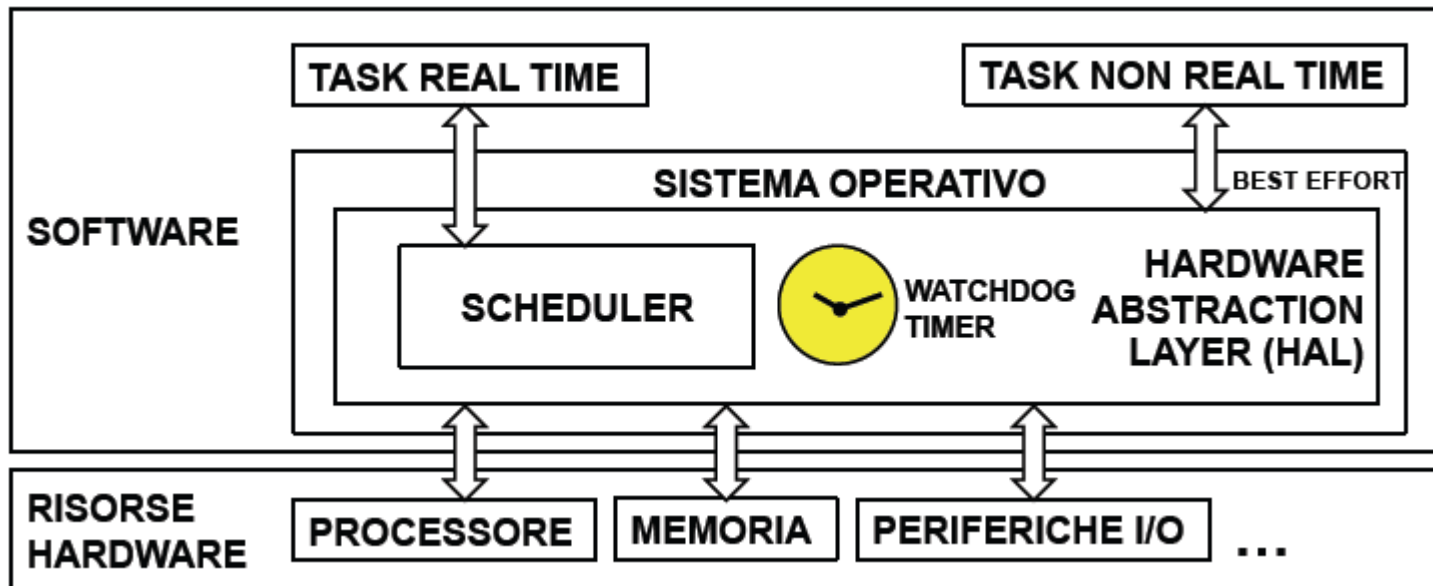 TASK REAL TIME
TASK NON REAL TIME
SISTEMA OPERATIVO
BEST EFFORT
SOFTWARE
SCHEDULER
WATCHDOG
TIMER
HARDWARE
ABSTRACTION
LAYER (HAL)
RISORSE
HARDWARE
PROCESSORE
MEMORIA
PERIFERICHE I/O
...